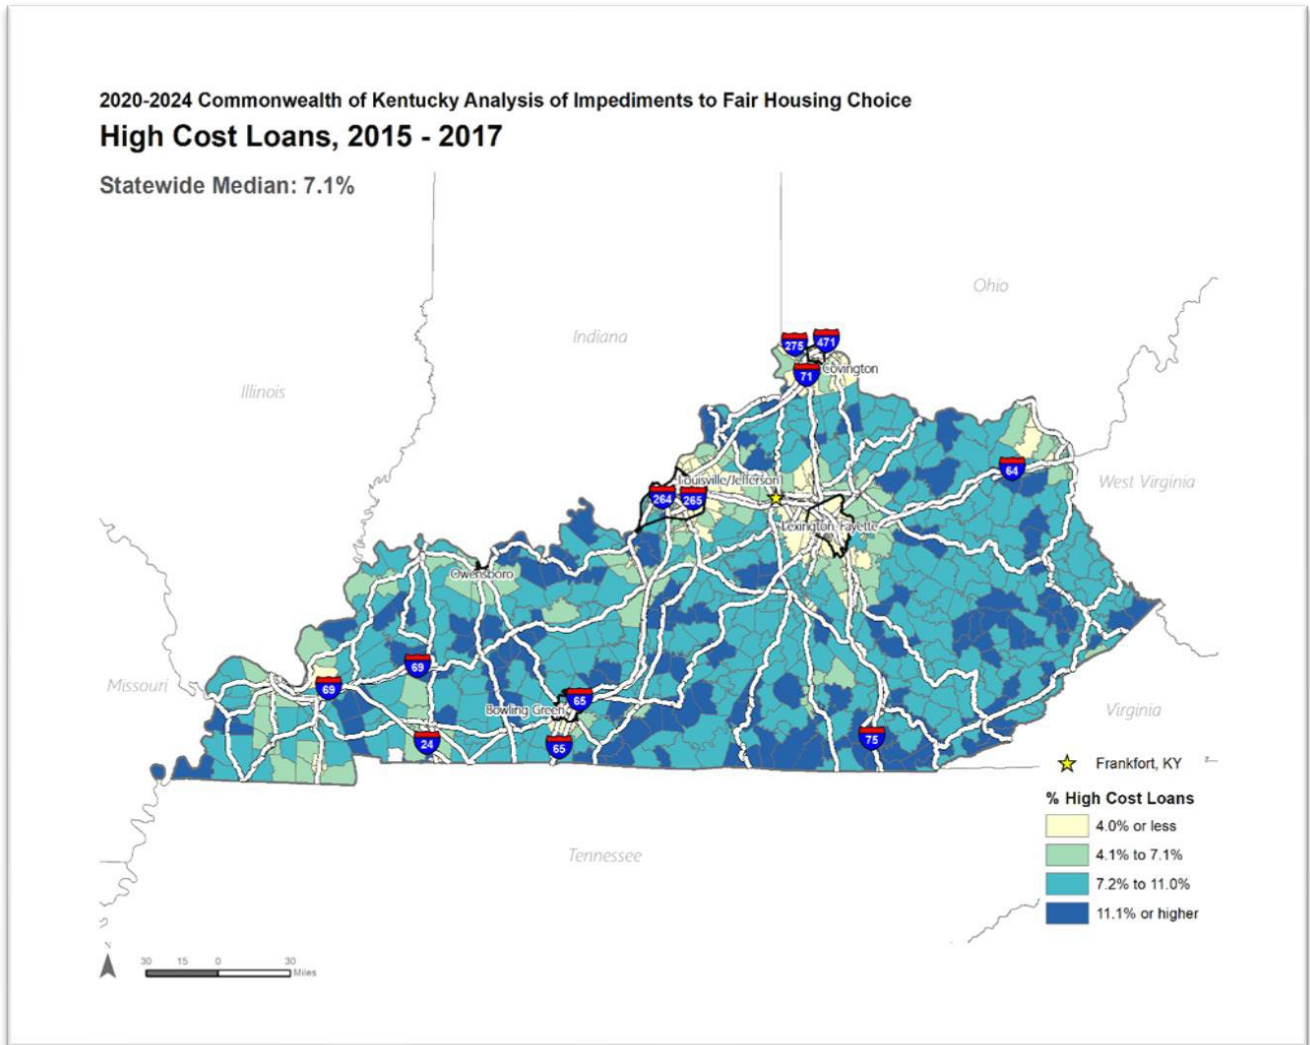 2020-2024 Commonwealth of Kentucky Analysis of Impediments to Fair Housing Choice
High Cost Loans, 2015 - 2017
Statewide Median: 7.1%
Ohio
Indiana
Illinois
275
471
71
Covington
64
West Virginia
Louisville/Jefferson
264
265
Lexington-Fayette
Owensboro
69
Missouri
69
65
Bowling Green
Virginia
24
65
75
Frankfort, KY
% High Cost Loans
4.0% or less
4.1% to 7.1%
7.2% to 11.0%
11.1% or higher
Tennessee
30 15 0 30
Miles